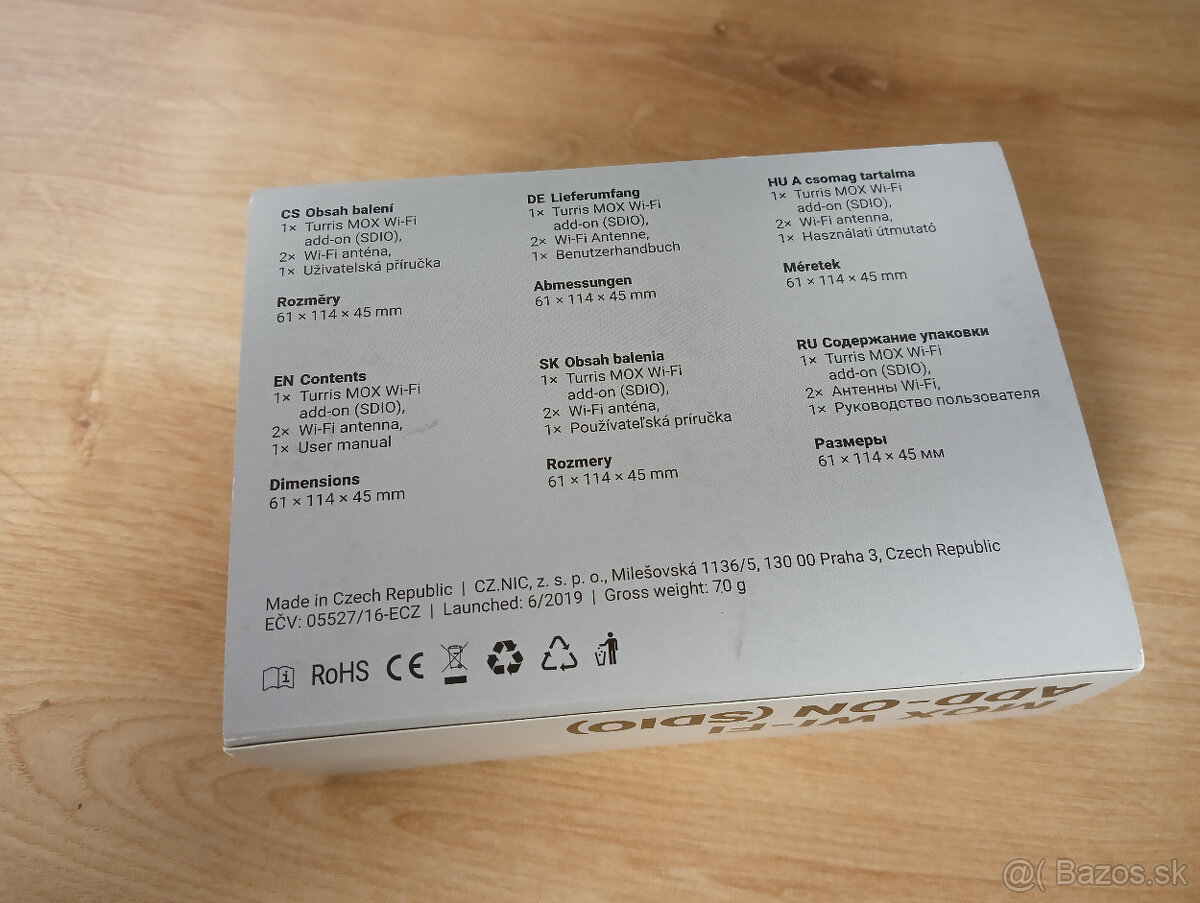 CS Obsah balení
1× Turris MOX Wi-Fi
add-on (SDIO),
2× Wi-Fi anténa,
1× Uživatelská příručka
Rozměry
61 × 114 × 45 mm
DE Lieferumfang
1× Turris MOX Wi-Fi
add-on (SDIO),
2× Wi-Fi Antenne,
1× Benutzerhandbuch
Abmessungen
61 × 114 × 45 mm
HU A csomag tartalma
1× Turris MOX Wi-Fi
add-on (SDIO),
2× Wi-Fi antenna,
1× Használati útmutató
Méretek
61 × 114 × 45 mm
EN Contents
1× Turris MOX Wi-Fi
add-on (SDIO),
2× Wi-Fi antenna,
1× User manual
Dimensions
61 × 114 × 45 mm
SK Obsah balenia
1× Turris MOX Wi-Fi
add-on (SDIO),
2× Wi-Fi anténa,
1× Používateľská príručka
Rozmery
61 × 114 × 45 mm
RU Содержание упаковки
1× Turris MOX Wi-Fi
add-on (SDIO),
2× Антенны Wi-Fi,
1× Руководство пользователя
Размеры
61 × 114 × 45 мм
Made in Czech Republic | CZ.NIC, z. s. p. o., Milešovská 1136/5, 130 00 Praha 3, Czech Republic
EČV: 05527/16-ECZ | Launched: 6/2019 | Gross weight: 70 g
RoHS CE
MOX WI-FI
ADD-ON (SDIO)
@( Bazos.sk